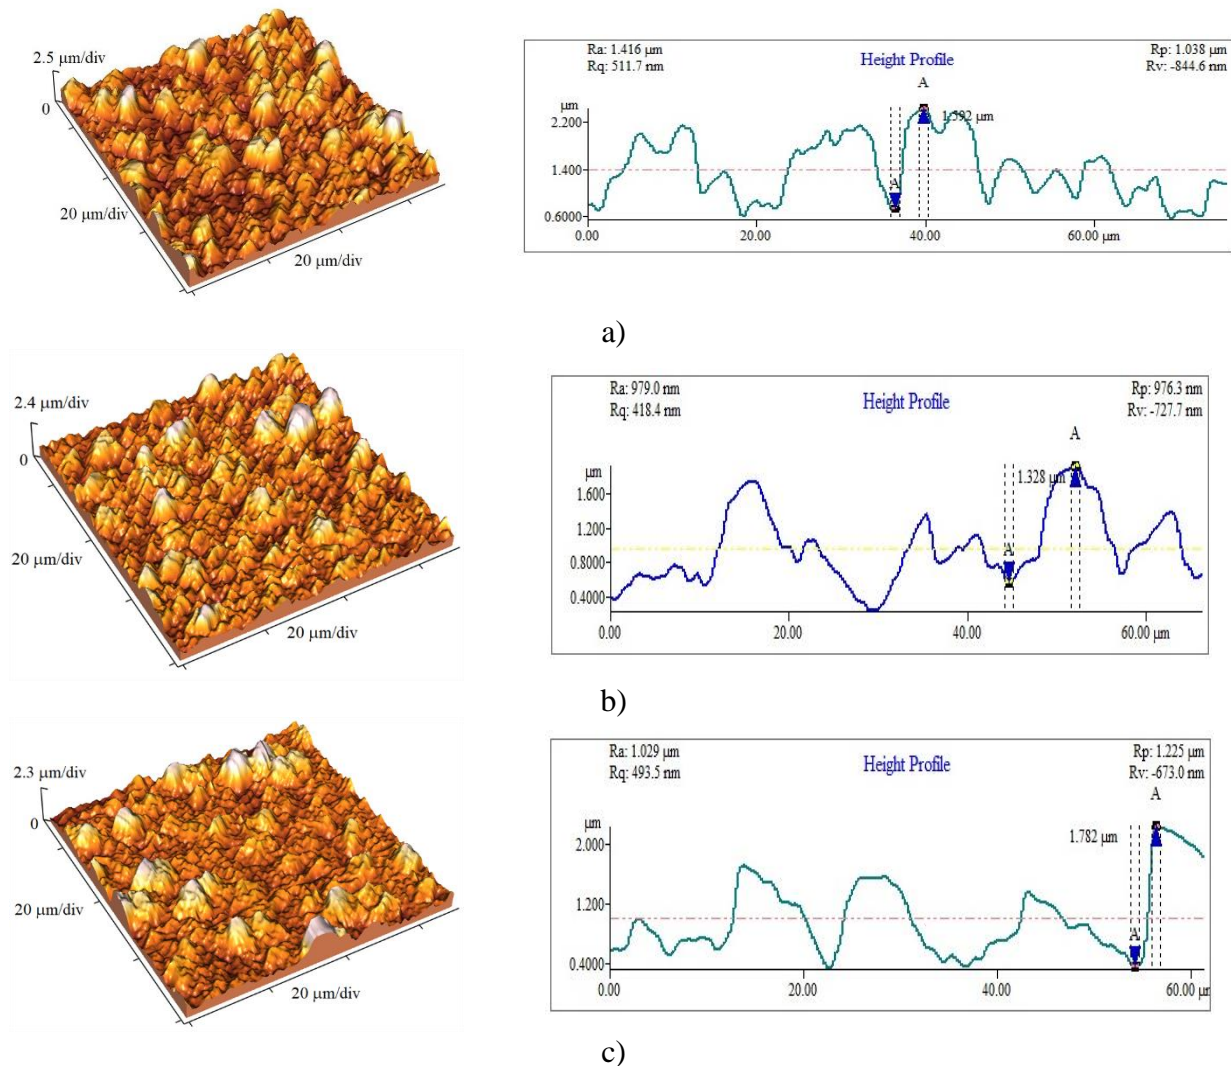 2.5 μm/div
0
20 μm/div
20 μm/div
Ra: 1.416 μm
Rq: 511.7 nm
Height Profile
Rp: 1.038 μm
Rv: -844.6 nm
A
1.592 μm
A
μm
2.200
1.400
0.6000
0.00
20.00
40.00
60.00 μm
a)
2.4 μm/div
0
20 μm/div
20 μm/div
Ra: 979.0 nm
Rq: 418.4 nm
Height Profile
Rp: 976.3 nm
Rv: -727.7 nm
A
1.328 μm
A
μm
1.600
1.200
0.8000
0.4000
0.00
20.00
40.00
60.00 μm
b)
2.3 μm/div
0
20 μm/div
20 μm/div
Ra: 1.029 μm
Rq: 493.5 nm
Height Profile
Rp: 1.225 μm
Rv: -673.0 nm
A
1.782 μm
A
μm
2.000
1.200
0.4000
0.00
20.00
40.00
60.00 μm
c)